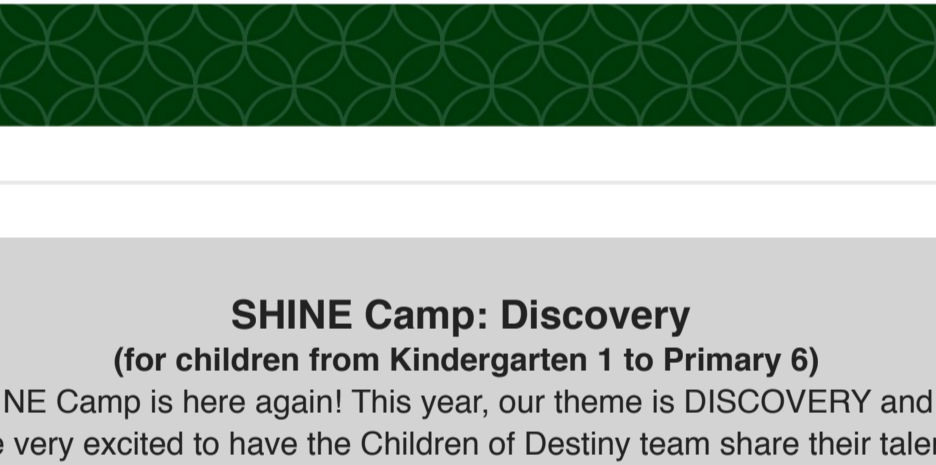 SHINE Camp: Discovery
(for children from Kindergarten 1 to Primary 6)
NE Camp is here again! This year, our theme is DISCOVERY and
very excited to have the Children of Destiny team share their